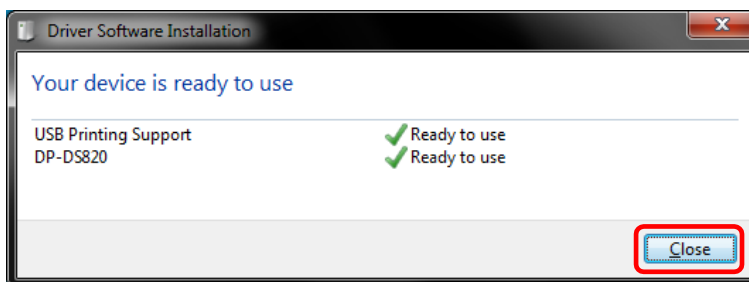 Driver Software Installation
Your device is ready to use
USB Printing Support Ready to use
DP-DS820 Ready to use
Close